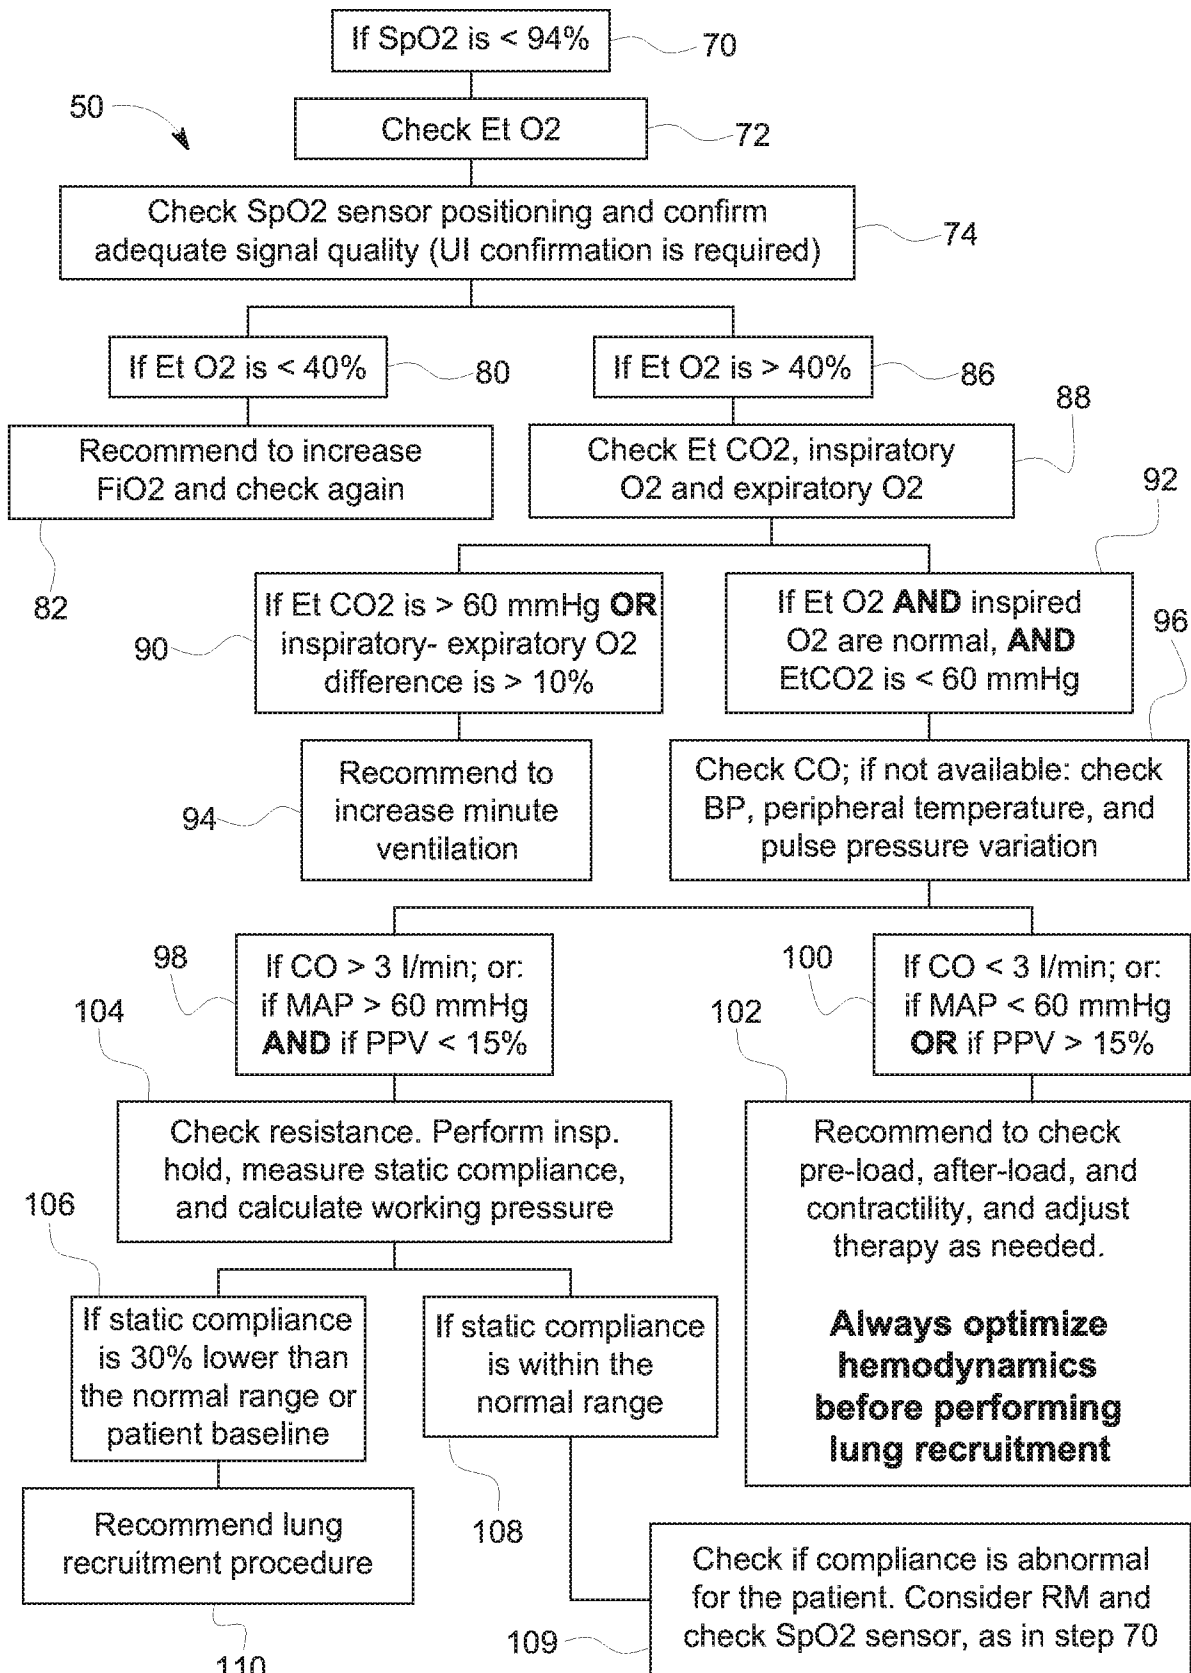 If SpO2 is < 94%
70
50
Check Et O2
72
Check SpO2 sensor positioning and confirm
adequate signal quality (UI confirmation is required)
74
If Et O2 is < 40%
80
If Et O2 is > 40%
86
88
Recommend to increase
FiO2 and check again
82
Check Et CO2, inspiratory
O2 and expiratory O2
92
If Et CO2 is > 60 mmHg OR
inspiratory- expiratory O2
difference is > 10%
90
If Et O2 AND inspired
O2 are normal, AND
EtCO2 is < 60 mmHg
96
Recommend to
increase minute
ventilation
94
Check CO; if not available: check
BP, peripheral temperature, and
pulse pressure variation
98
If CO > 3 l/min; or:
if MAP > 60 mmHg
AND if PPV < 15%
100
If CO < 3 l/min; or:
if MAP < 60 mmHg
OR if PPV > 15%
104
Check resistance. Perform insp.
hold, measure static compliance,
and calculate working pressure
102
Recommend to check
pre-load, after-load, and
contractility, and adjust
therapy as needed.
Always optimize
hemodynamics
before performing
lung recruitment
106
If static compliance
is 30% lower than
the normal range or
patient baseline
If static compliance
is within the
normal range
108
Recommend lung
recruitment procedure
110
Check if compliance is abnormal
for the patient. Consider RM and
check SpO2 sensor, as in step 70
109